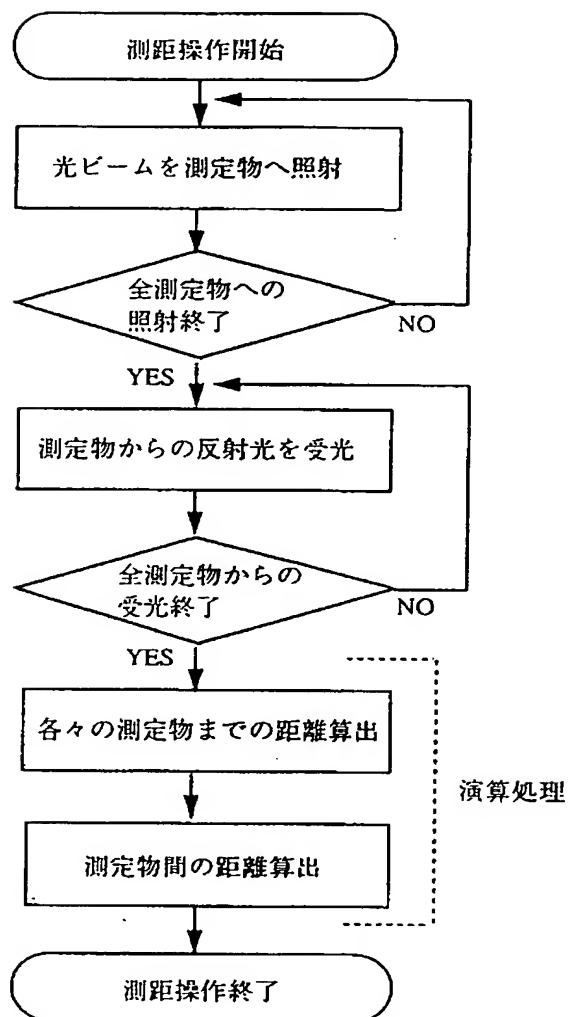 測距操作開始
光ビームを測定物へ照射
全測定物への
照射終了
NO
YES
測定物からの反射光を受光
全測定物からの
受光終了
NO
YES
各々の測定物までの距離算出
演算処理
測定物間の距離算出
測距操作終了